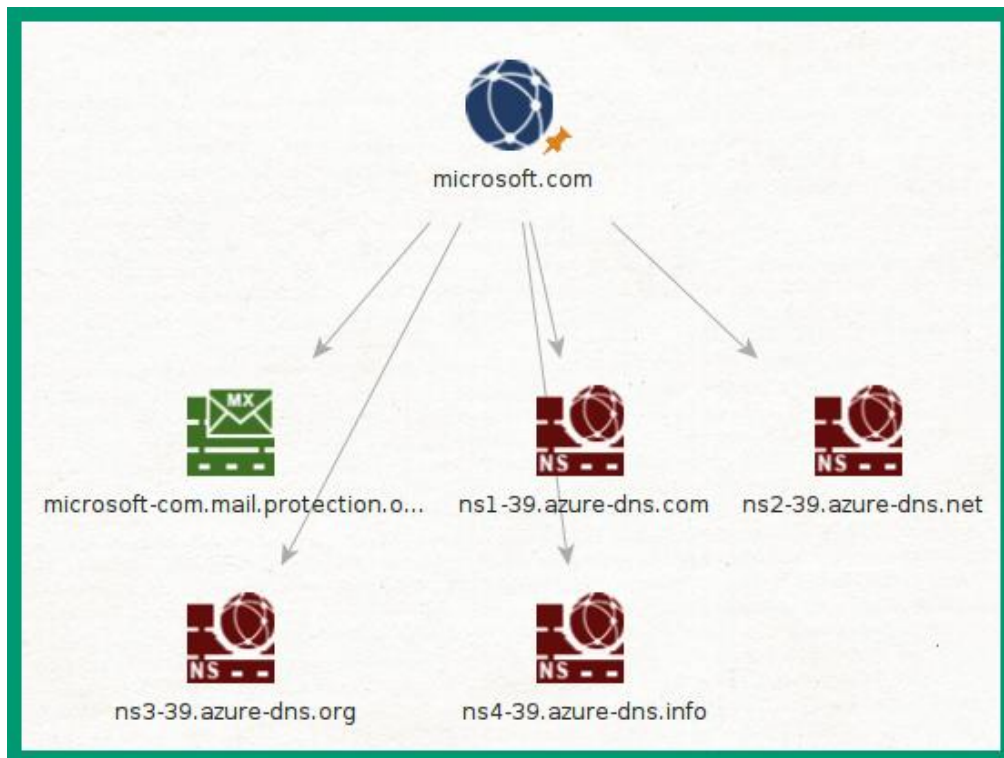 microsoft.com
MX
microsoft-com.mail.protection.o...
NS
ns1-39.azure-dns.com
NS
ns2-39.azure-dns.net
NS
ns3-39.azure-dns.org
NS
ns4-39.azure-dns.info